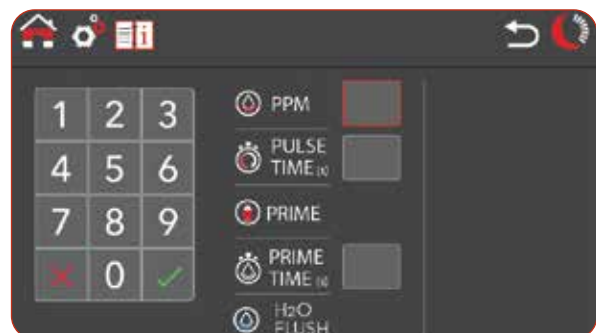 i
1 2 3
4 5 6
7 8 9
0
PPM
PULSE
TIME [s]
PRIME
PRIME
TIME [s]
H2O
FLUSH